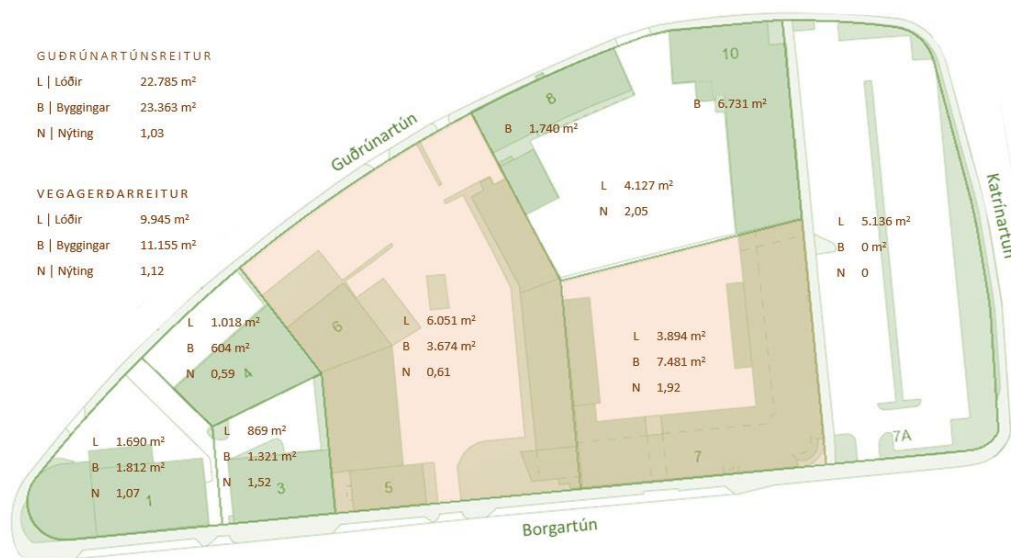 GUÐRÚNARTÚNSREITUR
L | Lóðir 22.785 m²
B | Byggingar 23.363 m²
N | Nýting 1,03
VEGAGERÐARREITUR
L | Lóðir 9.945 m²
B | Byggingar 11.155 m²
N | Nýting 1,12
Guðrúnartún
Katrínartún
Borgartún
10
B 6.731 m²
8
B 1.740 m²
L 4.127 m²
N 2,05
L 5.136 m²
B 0 m²
N 0
7A
L 1.018 m²
B 604 m²
N 0,59
4
6
L 6.051 m²
B 3.674 m²
N 0,61
5
L 3.894 m²
B 7.481 m²
N 1,92
7
L 1.690 m²
B 1.812 m²
N 1,07
1
L 869 m²
B 1.321 m²
N 1,52
3